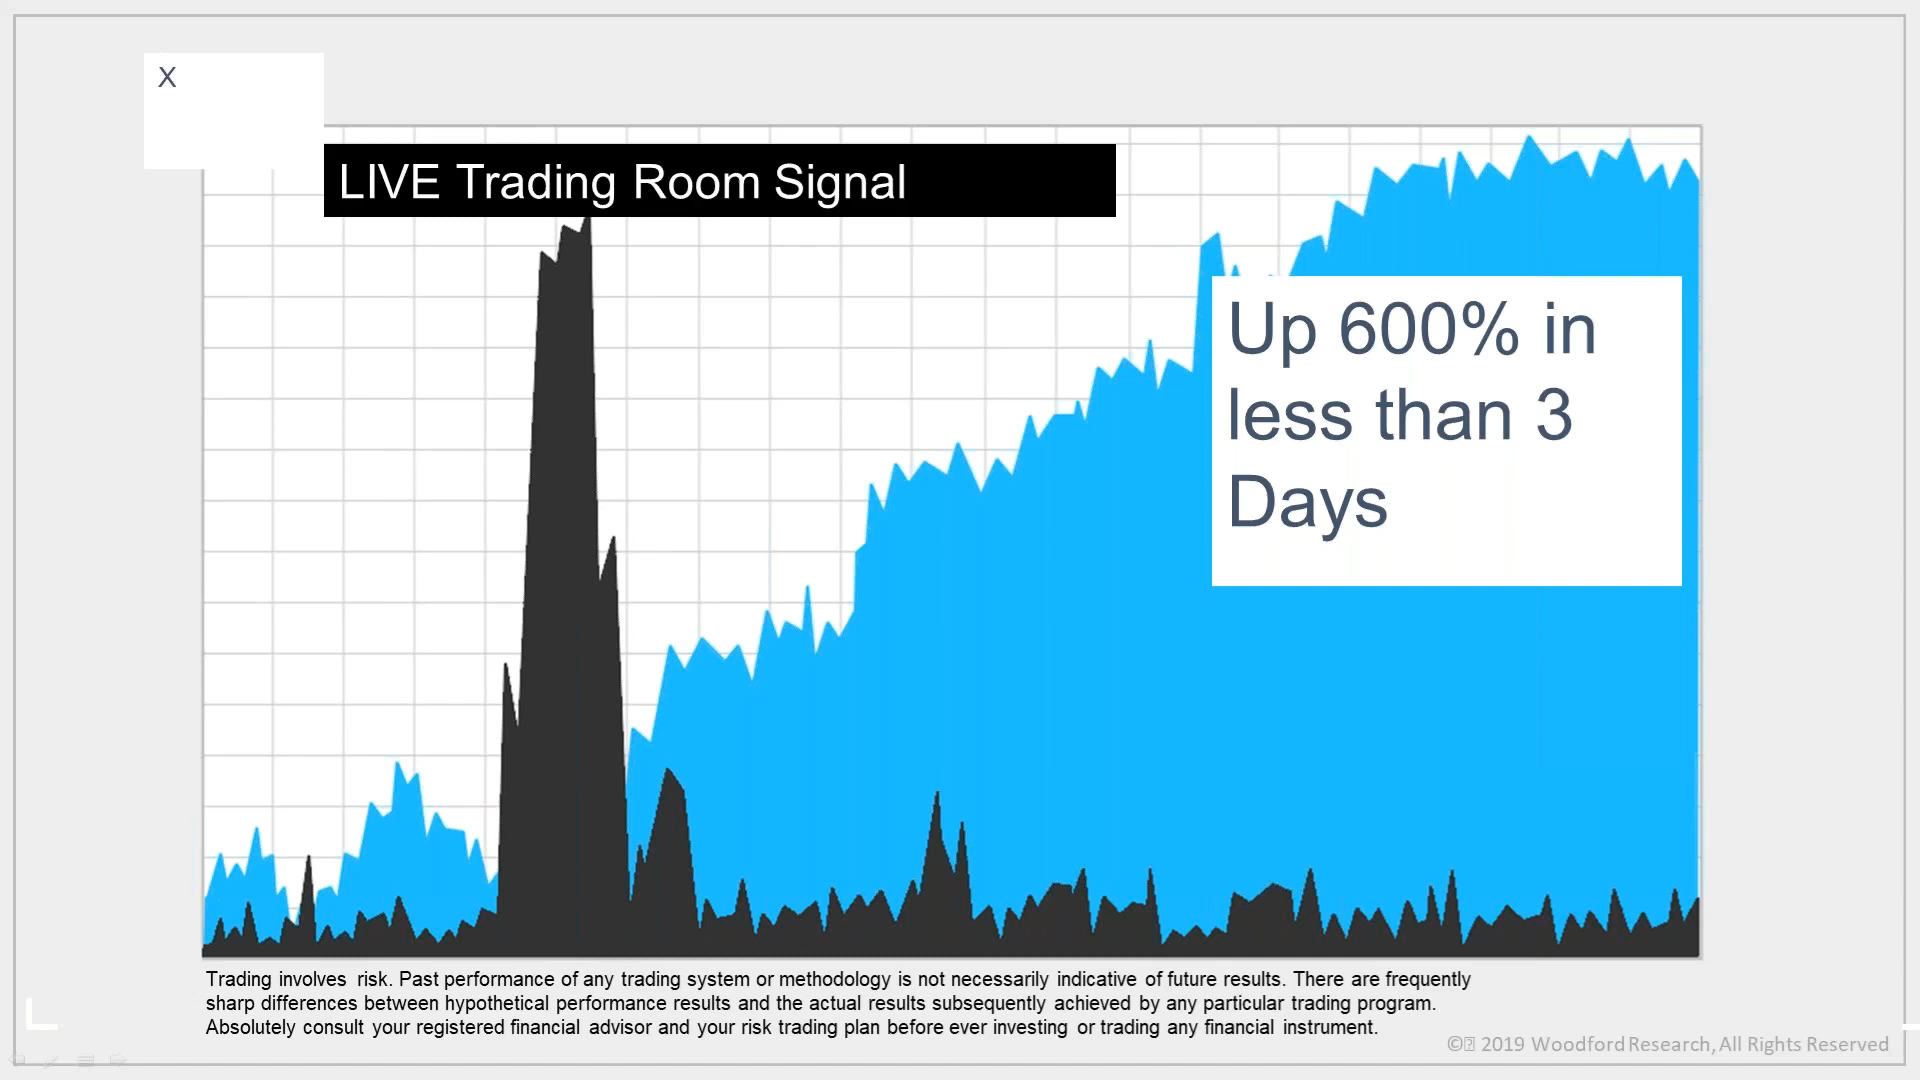 X
LIVE Trading Room Signal
Up 600% in
less than 3
Days
Trading involves risk. Past performance of any trading system or methodology is not necessarily indicative of future results. There are frequently
sharp differences between hypothetical performance results and the actual results subsequently achieved by any particular trading program.
Absolutely consult your registered financial advisor and your risk trading plan before ever investing or trading any financial instrument.
© 2019 Woodford Research, All Rights Reserved